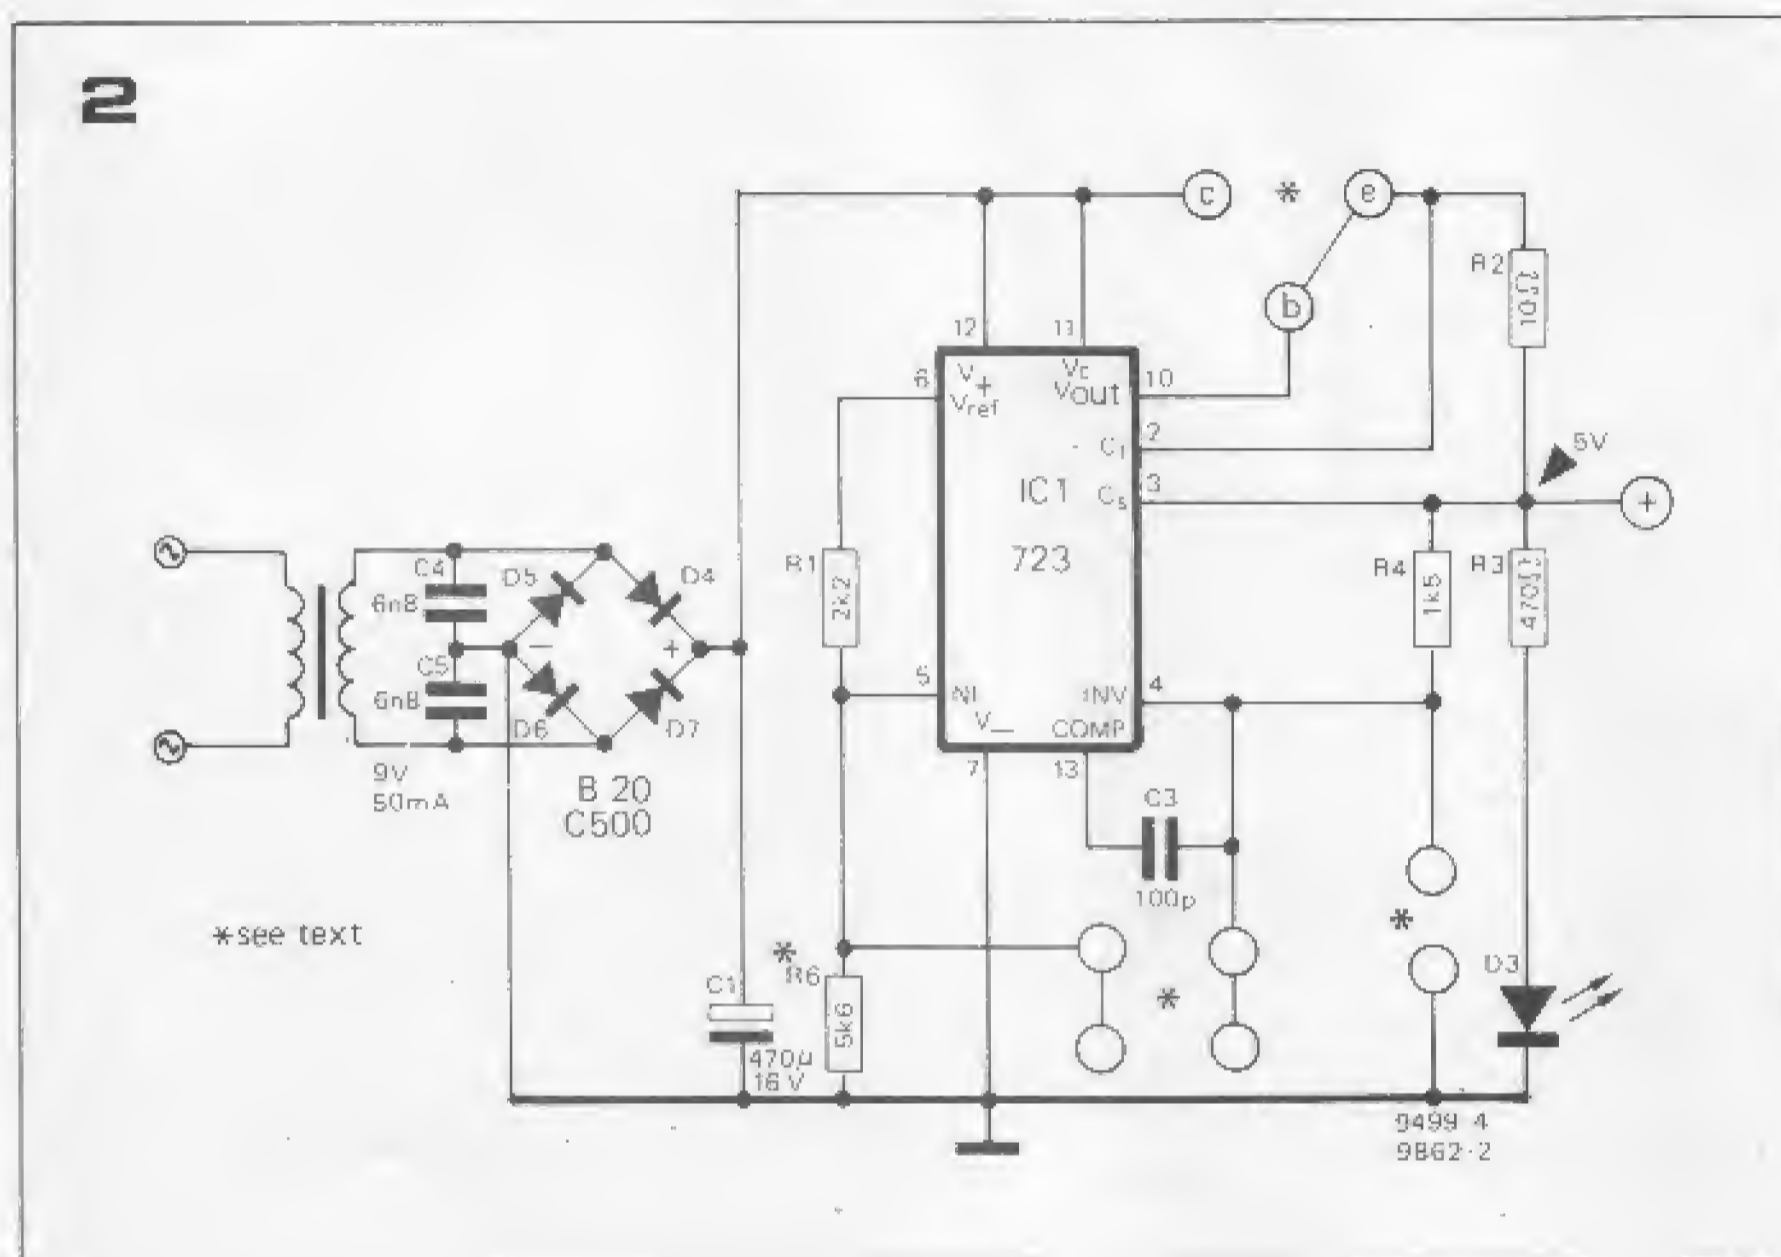 2
c
*
e
b
R2
10Ω
12
11
V+
Vc
6
Vref
Vout
10
2
CL
5V
IC1
Cs
3
+
723
R1
2k2
R4
1k5
R3
470Ω
C4
6n8
D5
D4
−
+
C5
6n8
D6
D7
9V
50mA
B 20
C500
5
NI
INV
4
V−
COMP
7
13
C3
100p
*see text
*
*
*
D3
C1
R6
5k6
470µ
16V
9499 4
9862-2